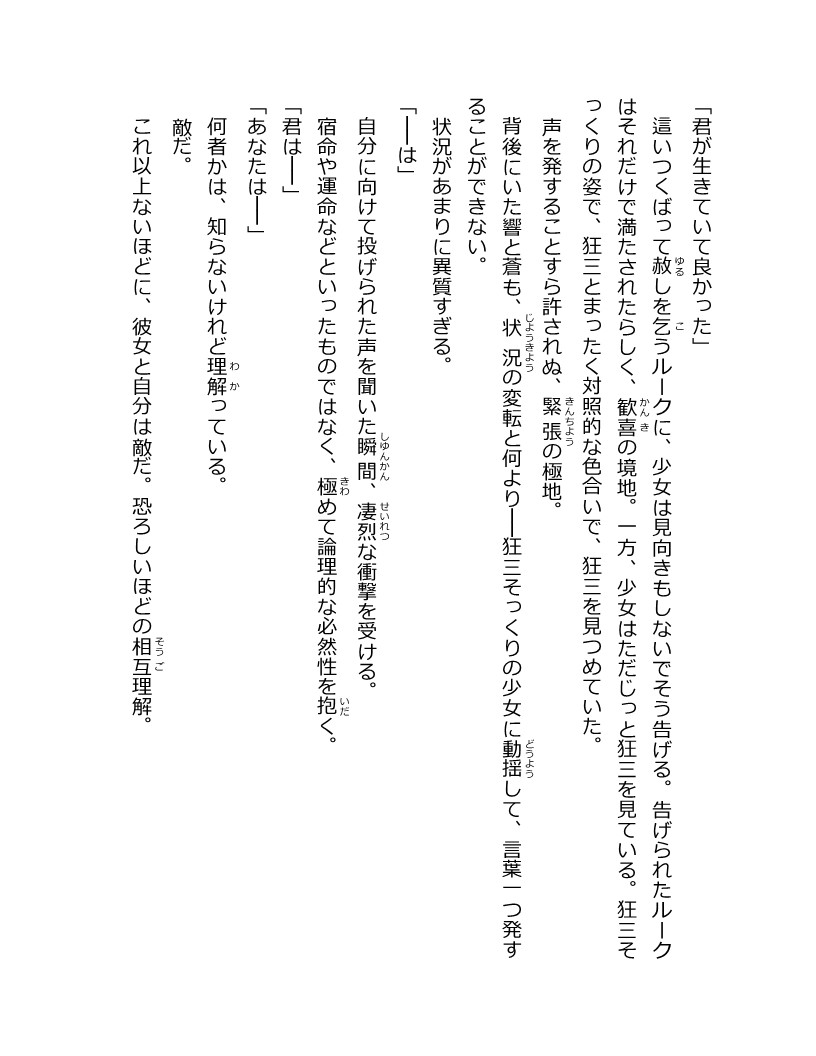 「君が生きていて良かった」
這いつくばって赦しを乞うルークに、少女は見向きもしないでそう告げる。告げられたルーク
はそれだけで満たされたらしく、歓喜の境地。一方、少女はただじっと狂三を見ている。狂三そ
っくりの姿で、狂三とまったく対照的な色合いで、狂三を見つめていた。
声を発することすら許されぬ、緊張の極地。
背後にいた響と蒼も、状況の変転と何より――狂三そっくりの少女に動揺して、言葉一つ発す
ることができない。
状況があまりに異質すぎる。
「――は」
自分に向けて投げられた声を聞いた瞬間、凄烈な衝撃を受ける。
宿命や運命などといったものではなく、極めて論理的な必然性を抱く。
「君は――」
「あなたは――」
何者かは、知らないけれど理解っている。
敵だ。
これ以上ないほどに、彼女と自分は敵だ。恐ろしいほどの相互理解。